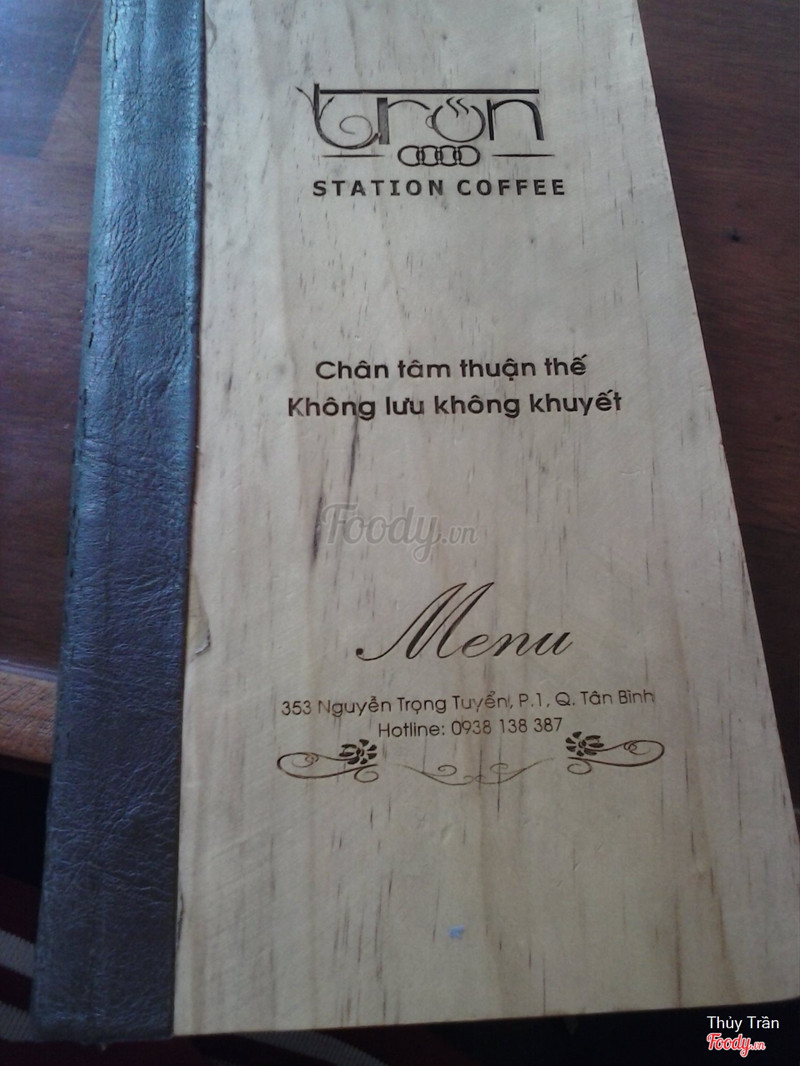 tron
STATION COFFEE
Chân tâm thuận thế
Không lưu không khuyết
Foody.vn
Menu
353 Nguyễn Trọng Tuyển, P.1, Q. Tân Bình
Hotline: 0938 138 387
Thủy Trần
Foody.vn